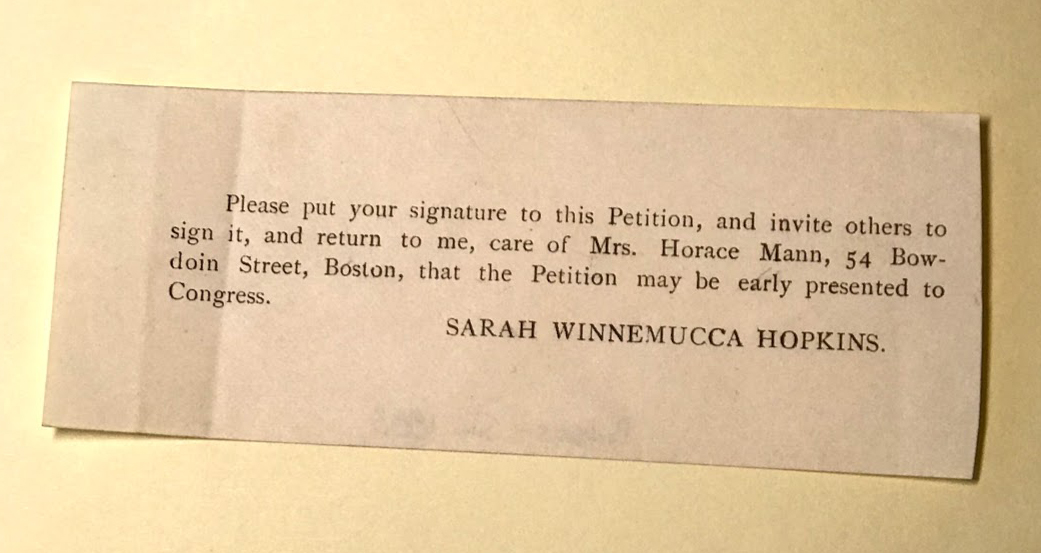 Please put your signature to this Petition, and invite others to
sign it, and return to me, care of Mrs. Horace Mann, 54 Bow-
doin Street, Boston, that the Petition may be early presented to
Congress.
SARAH WINNEMUCCA HOPKINS.